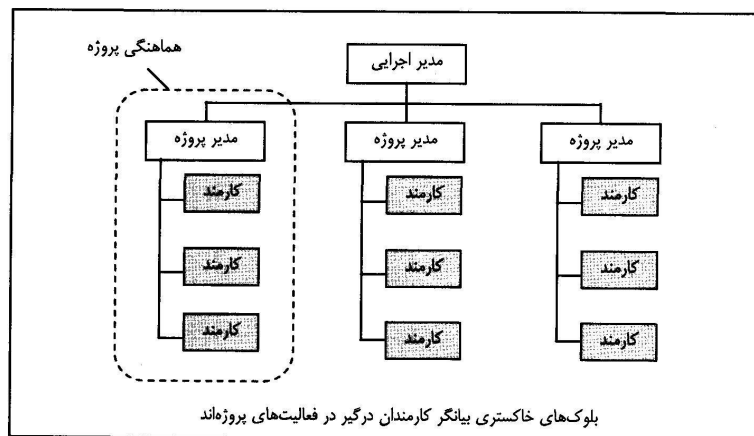 هماهنگی پروژه
مدیر اجرایی
مدیر پروژه
مدیر پروژه
مدیر پروژه
کارمند
کارمند
کارمند
کارمند
کارمند
کارمند
کارمند
کارمند
کارمند
بلوک‌های خاکستری بیانگر کارمندان درگیر در فعالیت‌های پروژه‌اند